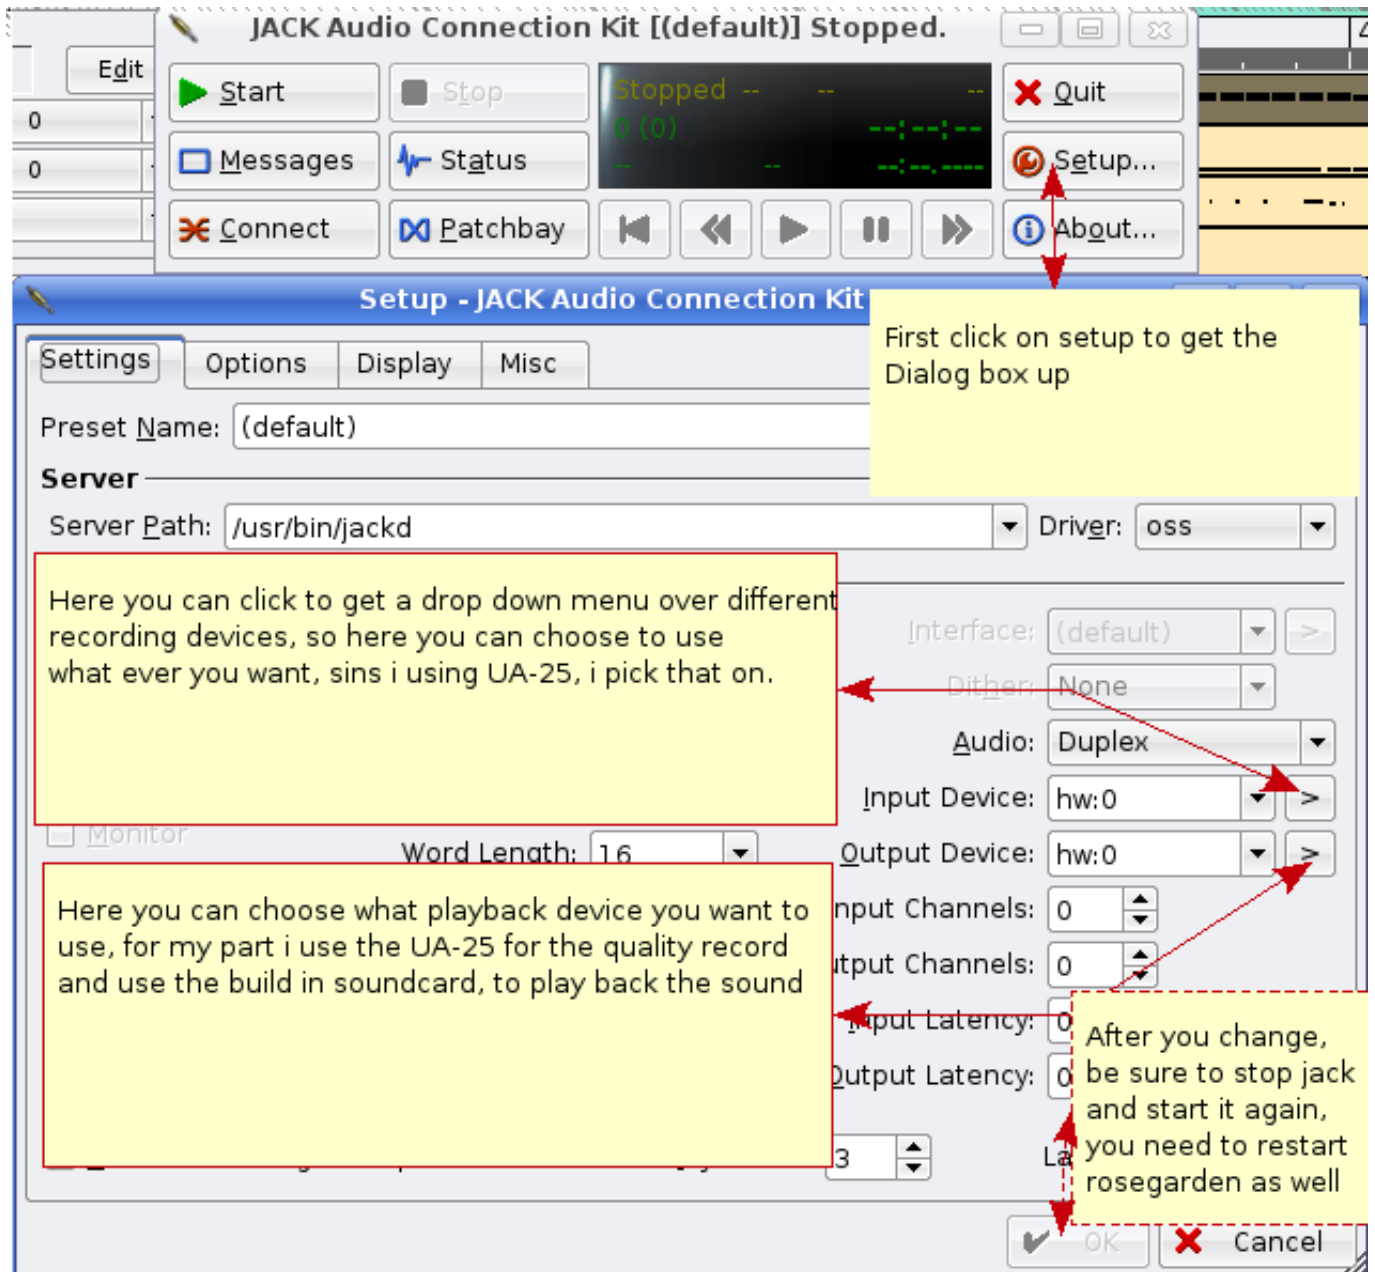 JACK Audio Connection Kit [(default)] Stopped.
Edit
Start
Stop
Stopped -- -- --
Quit
0
0 (0) --:--:--
Messages
Status
-- -- --:--.----
Setup...
0
Connect
Patchbay
About...
Setup - JACK Audio Connection Kit
First click on setup to get the
Dialog box up
Settings
Options
Display
Misc
Preset Name: (default)
Server
Server Path: /usr/bin/jackd
Driver: oss
Here you can click to get a drop down menu over different
recording devices, so here you can choose to use
what ever you want, sins i using UA-25, i pick that on.
Interface: (default) >
Dither: None
Audio: Duplex
Input Device: hw:0 >
Monitor
Word Length: 16
Output Device: hw:0 >
Here you can choose what playback device you want to
use, for my part i use the UA-25 for the quality record
and use the build in soundcard, to play back the sound
nput Channels: 0
tput Channels: 0
Input Latency: 0
Output Latency: 0
After you change,
be sure to stop jack
and start it again,
you need to restart
rosegarden as well
3
La
OK
Cancel